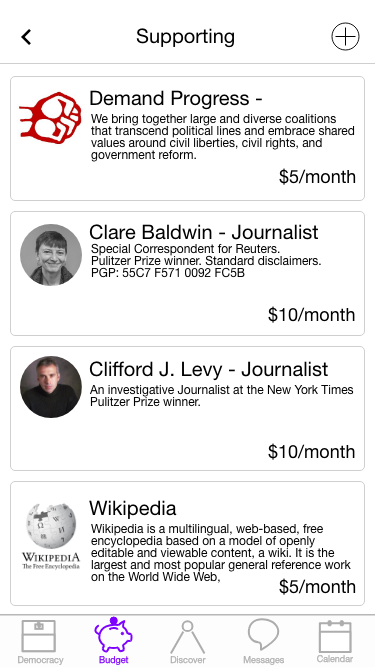 Supporting
Demand Progress -
We bring together large and diverse coalitions
that transcend political lines and embrace shared
values around civil liberties, civil rights, and
government reform.
$5/month
Clare Baldwin - Journalist
Special Correspondent for Reuters.
Pulitzer Prize winner. Standard disclaimers.
PGP: 55C7 F571 0092 FC5B
$10/month
Clifford J. Levy - Journalist
An investigative Journalist at the New York Times
Pulitzer Prize winner.
$10/month
WIKIPEDIA
The Free Encyclopedia
Wikipedia
Wikipedia is a multilingual, web-based, free
encyclopedia based on a model of openly
editable and viewable content, a wiki. It is the
largest and most popular general reference work
on the World Wide Web,
$5/month
Democracy
Budget
Discover
Messages
Calendar